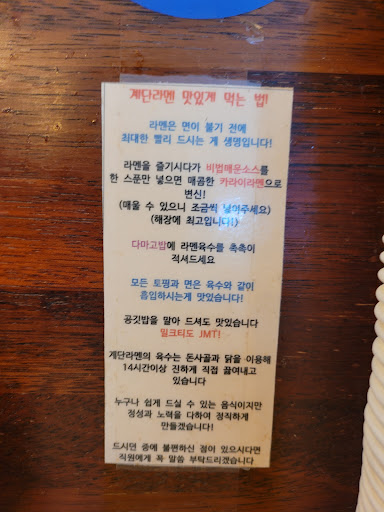 계단라멘 맛있게 먹는 법!
라멘은 면이 불기 전에
최대한 빨리 드시는 게 생명입니다!
라멘을 즐기시다가 비법매운소스를
한 스푼만 넣으면 매콤한 카라이라멘으로
변신!
(매울 수 있으니 조금씩 넣어주세요)
(해장에 최고입니다!)
다마고밥에 라멘육수를 촉촉이
적셔드세요
모든 토핑과 면은 육수와 같이
흡입하시는게 맛있습니다!
공깃밥을 말아 드셔도 맛있습니다
밀크티도 JMT!
계단라멘의 육수는 돈사골과 닭을 이용해
14시간이상 진하게 직접 끓여내고
있습니다
누구나 쉽게 드실 수 있는 음식이지만
정성과 노력을 다하여 정직하게
만들겠습니다!
드시던 중에 불편하신 점이 있으시다면
직원에게 꼭 말씀 부탁드리겠습니다